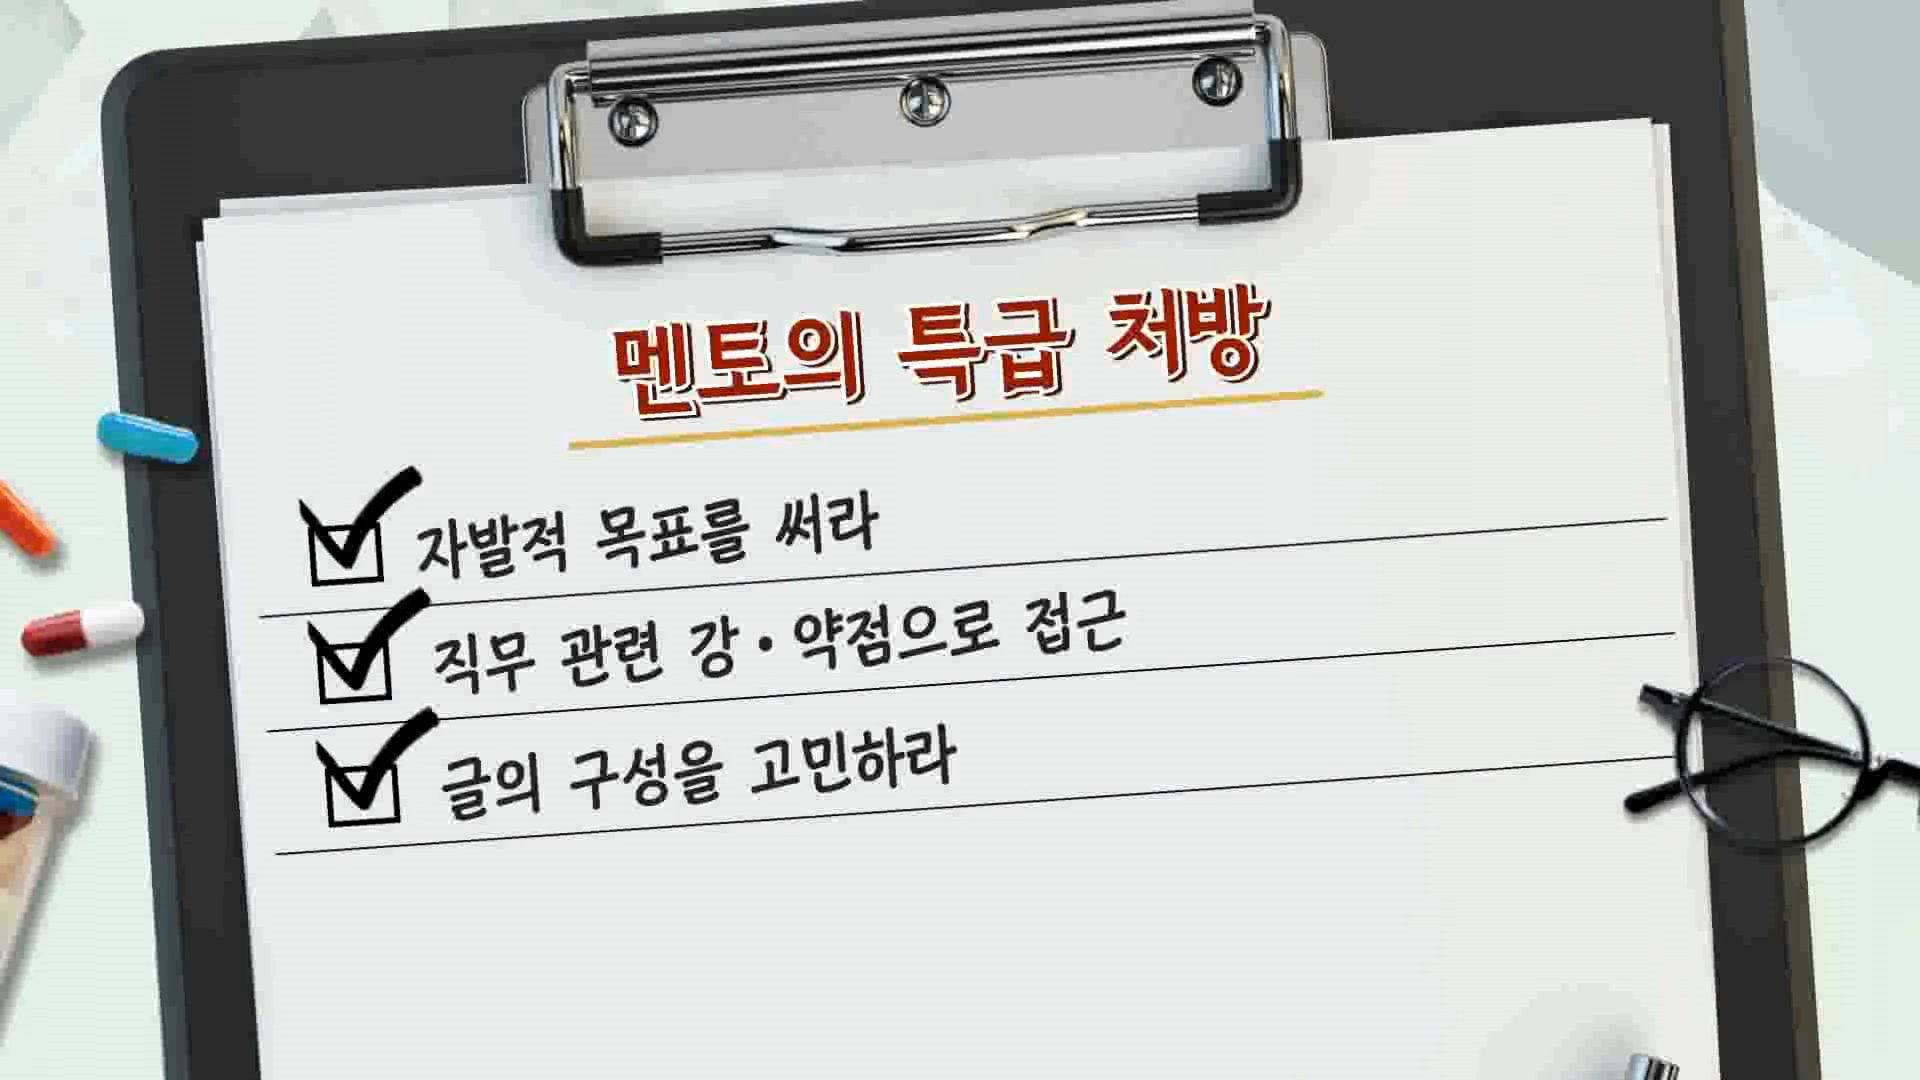 멘토의 특급 처방
자발적 목표를 써라
직무 관련 강·약점으로 접근
글의 구성을 고민하라